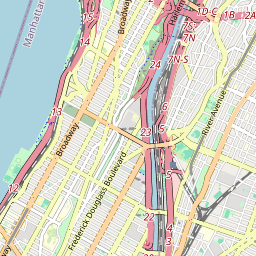 Manhattan
15
Broadway
Harlem
1D-C
1B
2A
7S
7N
14
7N-S
24
13
6
5
Broadway
23
River Avenue
Frederick Douglass Boulevard
12
5
22
4
3